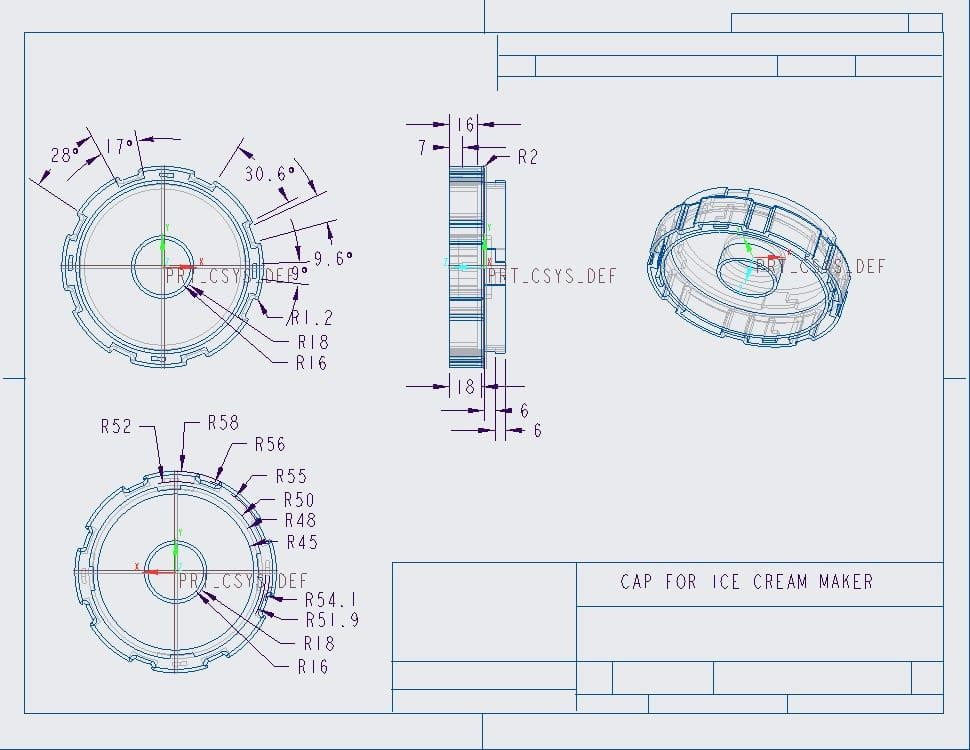 16
7
R2
28°
17°
30.6°
9.6°
9°
PRT_CSYS_DEF
PRT_CSYS_DEF
PRT_CSYS_DEF
X
Y
Z
X
Y
Z
X
R1.2
R18
R16
18
6
6
R52
R58
R56
R55
R50
R48
R45
X
Y
PRT_CSYS_DEF
R54.1
R51.9
R18
R16
CAP FOR ICE CREAM MAKER